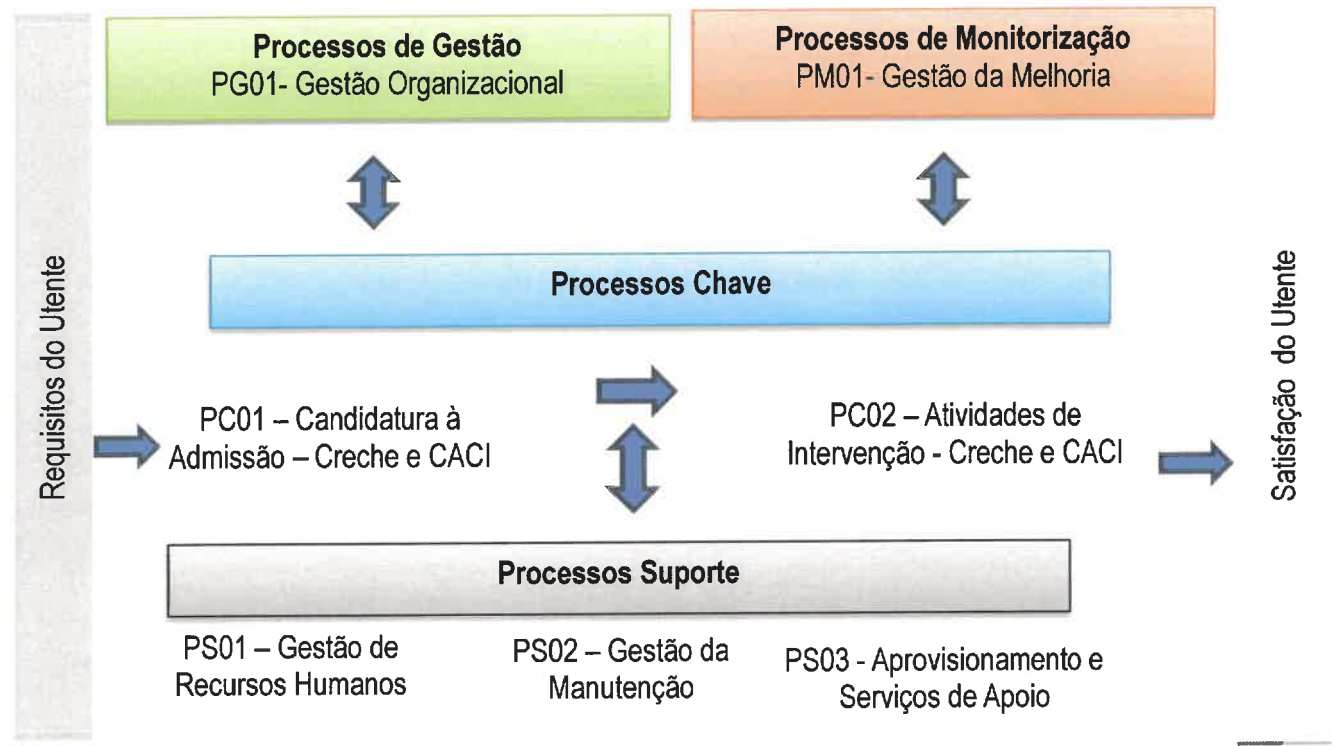 Processos de Gestão
PG01- Gestão Organizacional
Processos de Monitorização
PM01- Gestão da Melhoria
Requisitos do Utente
Processos Chave
PC01 – Candidatura à
Admissão – Creche e CACI
PC02 – Atividades de
Intervenção - Creche e CACI
Satisfação do Utente
Processos Suporte
PS01 – Gestão de
Recursos Humanos
PS02 – Gestão da
Manutenção
PS03 - Aprovisionamento e
Serviços de Apoio